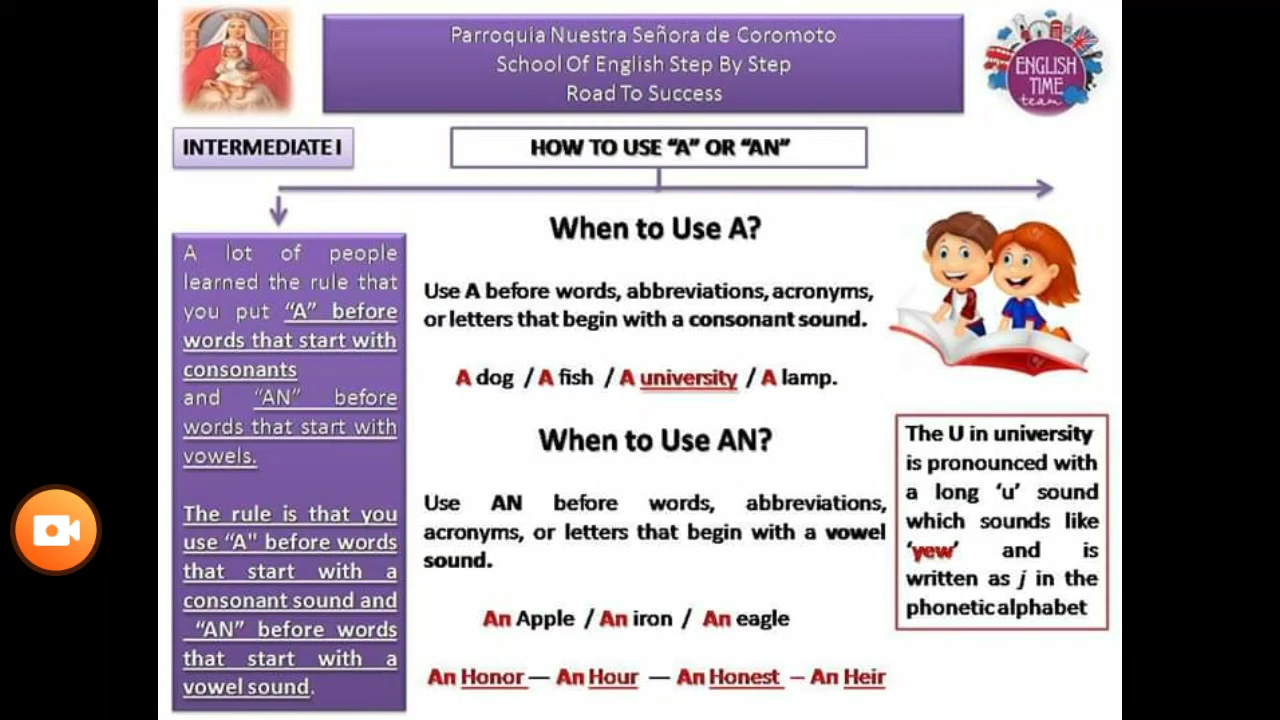 Parroquia Nuestra Señora de Coromoto
School Of English Step By Step
Road To Success
ENGLISH
TIME
team
INTERMEDIATE I
HOW TO USE “A” OR “AN”
A lot of people
learned the rule that
you put “A” before
words that start with
consonants
and “AN” before
words that start with
vowels.
The rule is that you
use “A" before words
that start with a
consonant sound and
“AN” before words
that start with a
vowel sound.
When to Use A?
Use A before words, abbreviations, acronyms,
or letters that begin with a consonant sound.
A dog / A fish / A university / A lamp.
When to Use AN?
Use AN before words, abbreviations,
acronyms, or letters that begin with a vowel
sound.
An Apple / An iron / An eagle
An Honor — An Hour — An Honest – An Heir
The U in university
is pronounced with
a long ‘u’ sound
which sounds like
‘yew’ and is
written as j in the
phonetic alphabet